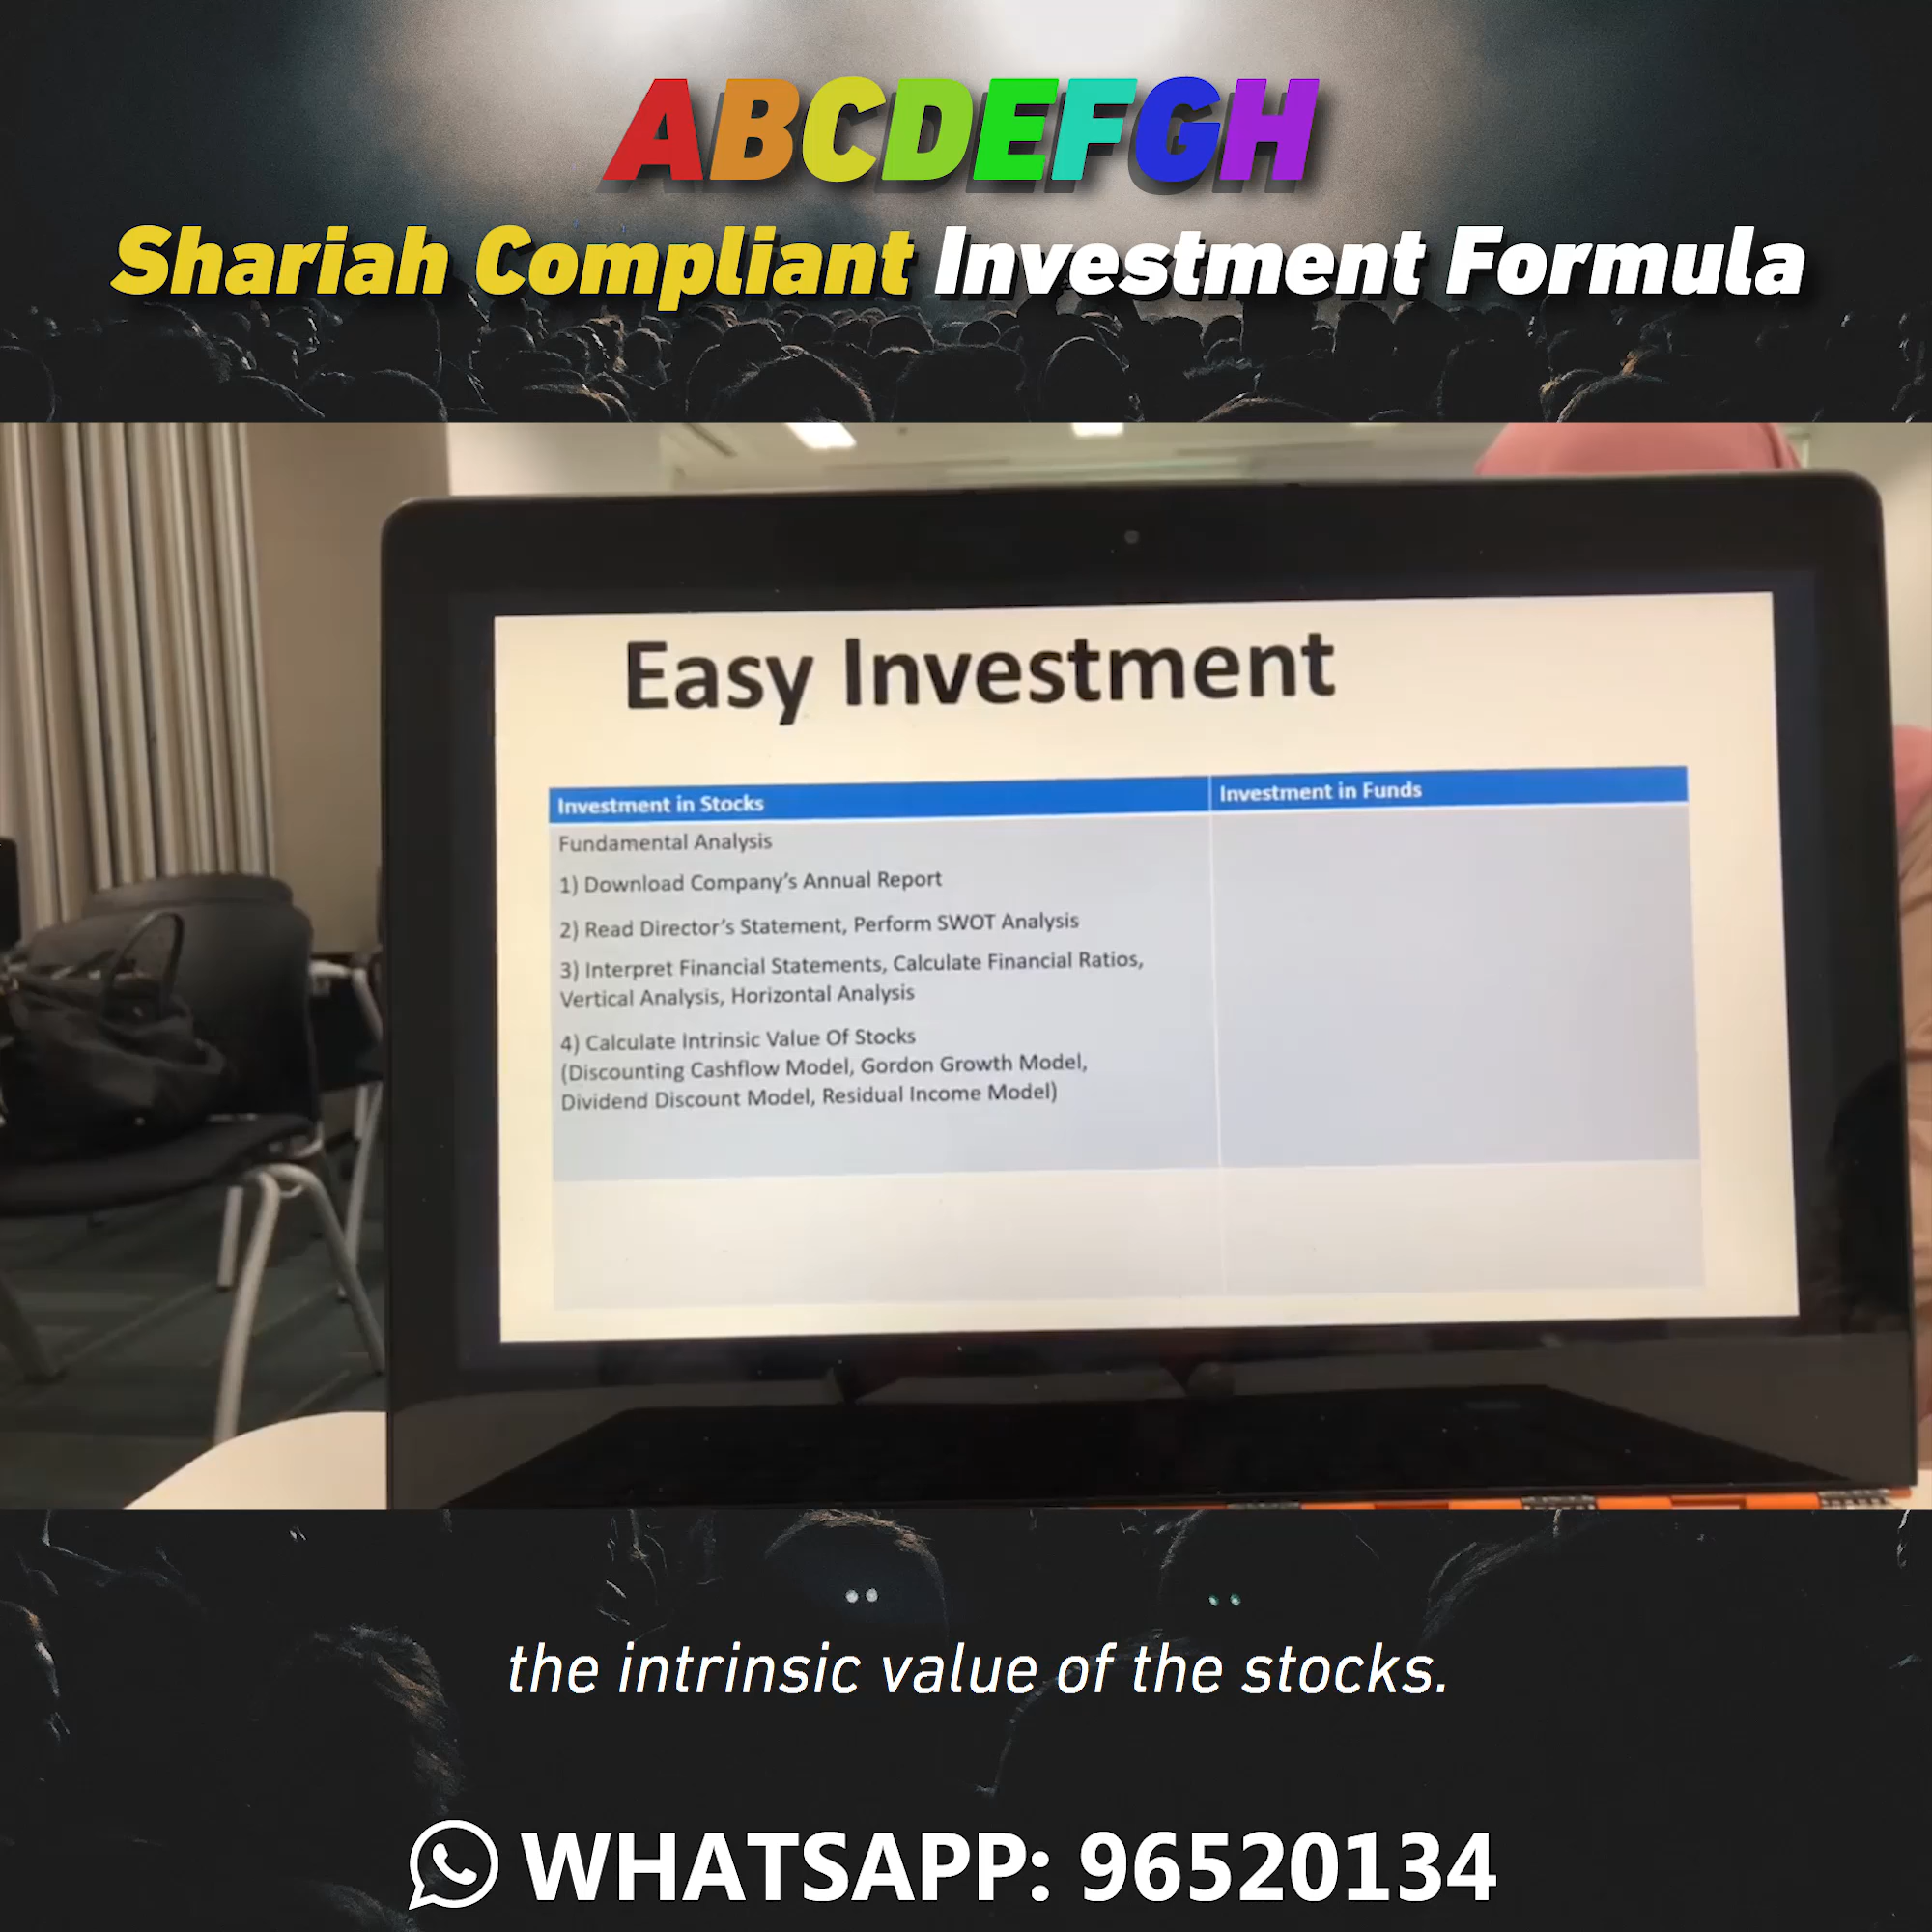 ABCDEFGH
Shariah Compliant Investment Formula
Easy Investment
Investment in Stocks
Investment in Funds
Fundamental Analysis
1) Download Company's Annual Report
2) Read Director's Statement, Perform SWOT Analysis
3) Interpret Financial Statements, Calculate Financial Ratios,
Vertical Analysis, Horizontal Analysis
4) Calculate Intrinsic Value Of Stocks
(Discounting Cashflow Model, Gordon Growth Model,
Dividend Discount Model, Residual Income Model)
the intrinsic value of the stocks.
WHATSAPP: 96520134